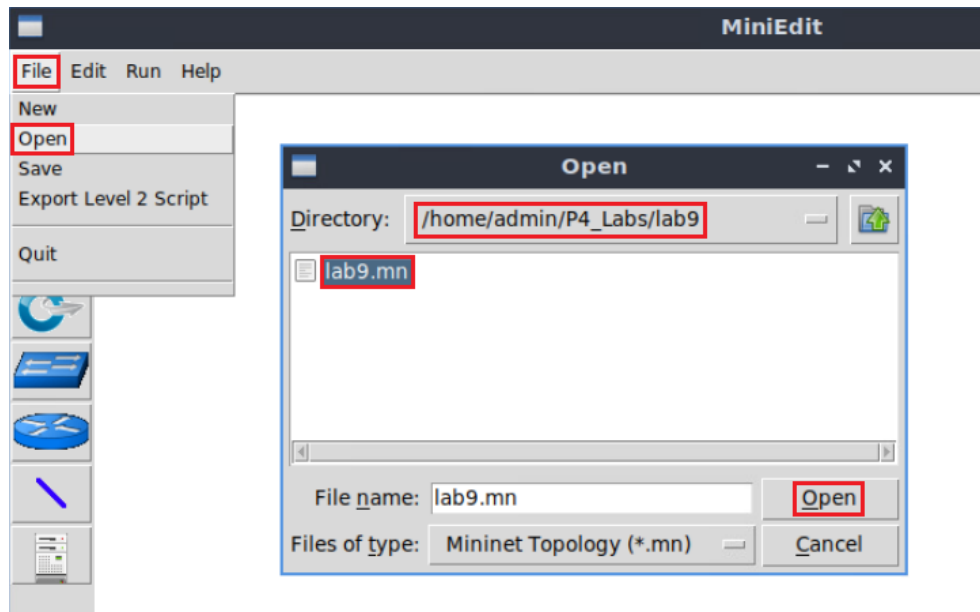 MiniEdit
File Edit Run Help
New
Open
Save
Export Level 2 Script
Quit
Open
Directory: /home/admin/P4_Labs/lab9
lab9.mn
File name: lab9.mn
Open
Files of type: Mininet Topology (*.mn)
Cancel